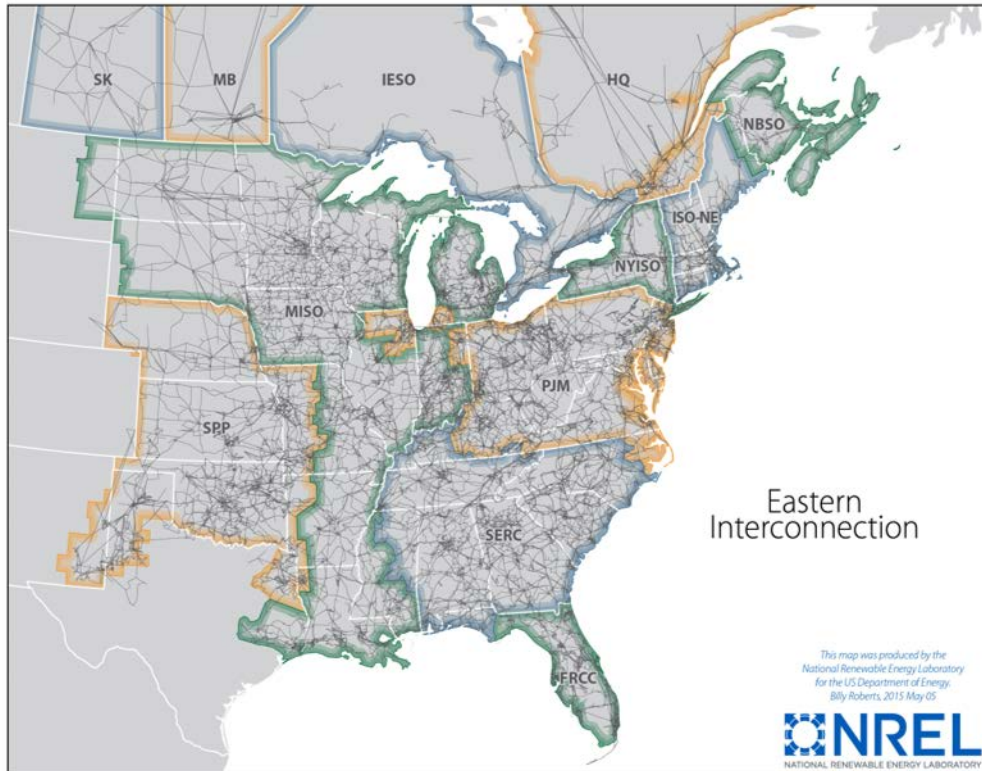 SK
MB
IESO
HQ
NBSO
ISO-NE
NYISO
MISO
PJM
SPP
SERC
FRCC
Eastern
Interconnection
This map was produced by the
National Renewable Energy Laboratory
for the US Department of Energy.
Billy Roberts, 2015 May 05
NREL
NATIONAL RENEWABLE ENERGY LABORATORY